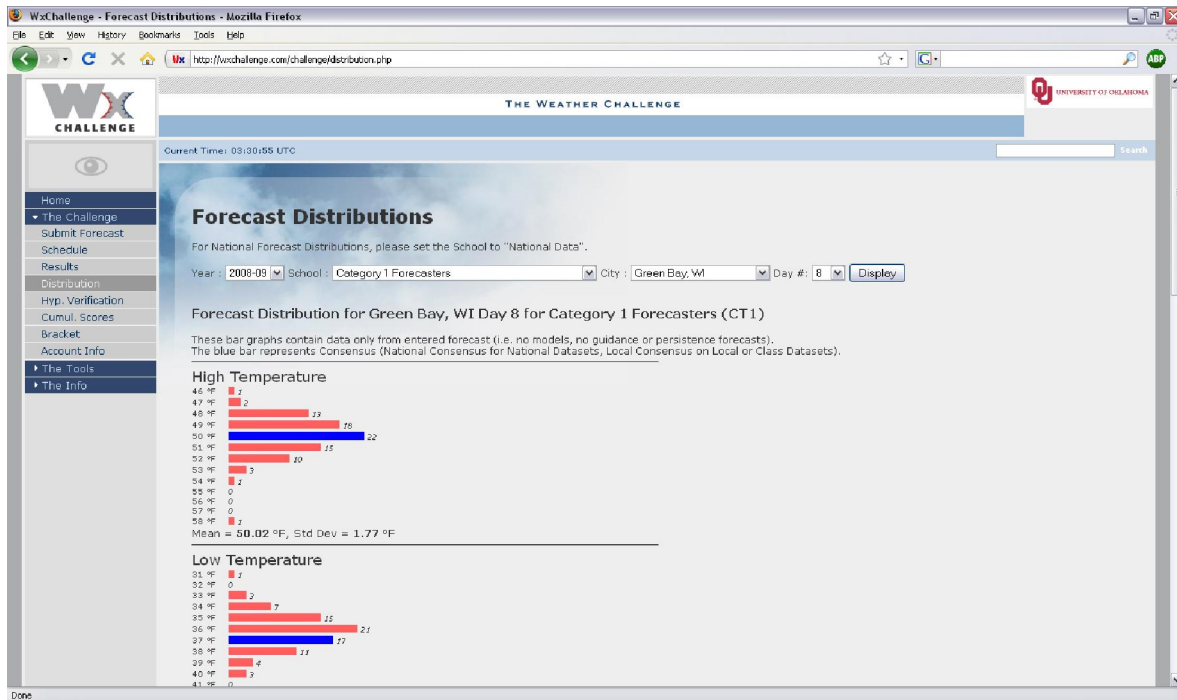 WxChallenge - Forecast Distributions - Mozilla Firefox
File Edit View History Bookmarks Tools Help
Wx http://wxchallenge.com/challenge/distribution.php G ABP
WX CHALLENGE
THE WEATHER CHALLENGE
OU UNIVERSITY OF OKLAHOMA
Current Time: 03:30:55 UTC Search
Home
The Challenge
Submit Forecast
Schedule
Results
Distribution
Hyp. Verification
Cumul. Scores
Bracket
Account Info
The Tools
The Info
Forecast Distributions
For National Forecast Distributions, please set the School to "National Data".
Year : 2008-09 School : Category 1 Forecasters City : Green Bay, WI Day #: 8 Display
Forecast Distribution for Green Bay, WI Day 8 for Category 1 Forecasters (CT1)
These bar graphs contain data only from entered forecast (i.e. no models, no guidance or persistence forecasts).
The blue bar represents Consensus (National Consensus for National Datasets, Local Consensus on Local or Class Datasets).
High Temperature
46 °F 1
47 °F 2
48 °F 13
49 °F 18
50 °F 22
51 °F 15
52 °F 10
53 °F 3
54 °F 1
55 °F 0
56 °F 0
57 °F 0
58 °F 1
Mean = 50.02 °F, Std Dev = 1.77 °F
Low Temperature
31 °F 1
32 °F 0
33 °F 3
34 °F 7
35 °F 15
36 °F 21
37 °F 17
38 °F 11
39 °F 4
40 °F 3
41 °F 0
Done